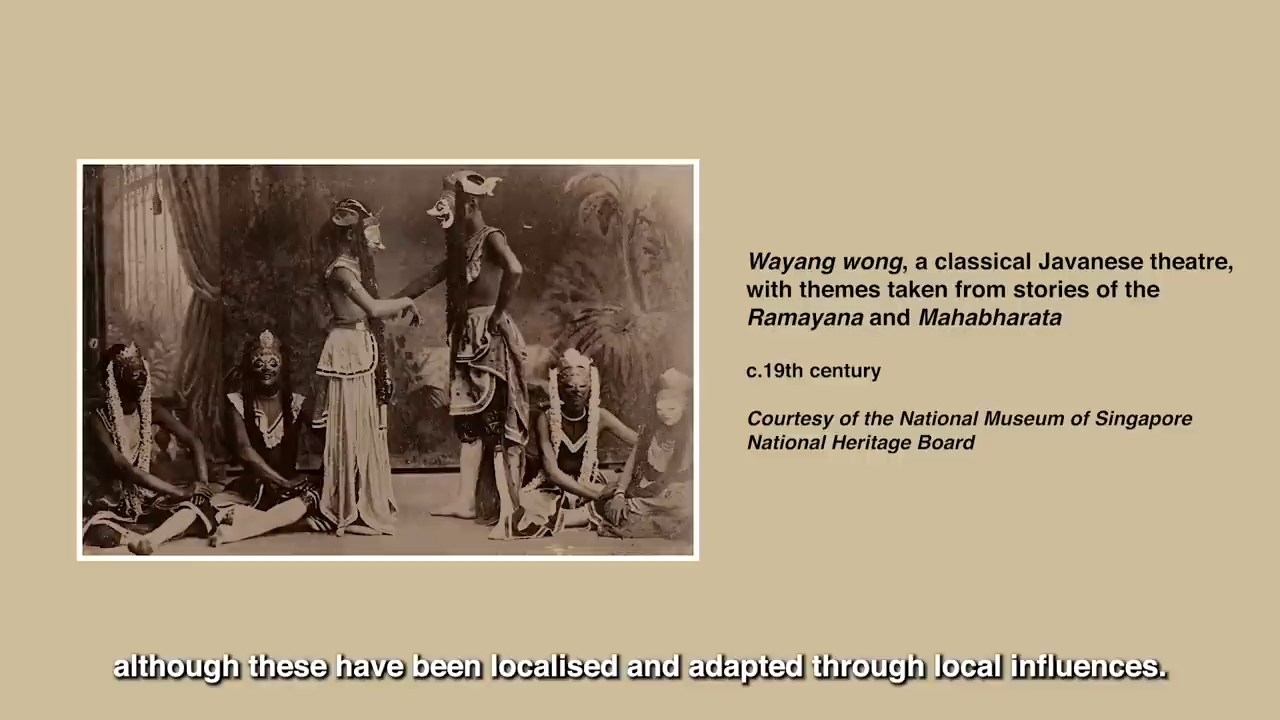 Wayang wong, a classical Javanese theatre,
with themes taken from stories of the
Ramayana and Mahabharata
c.19th century
Courtesy of the National Museum of Singapore
National Heritage Board
although these have been localised and adapted through local influences.